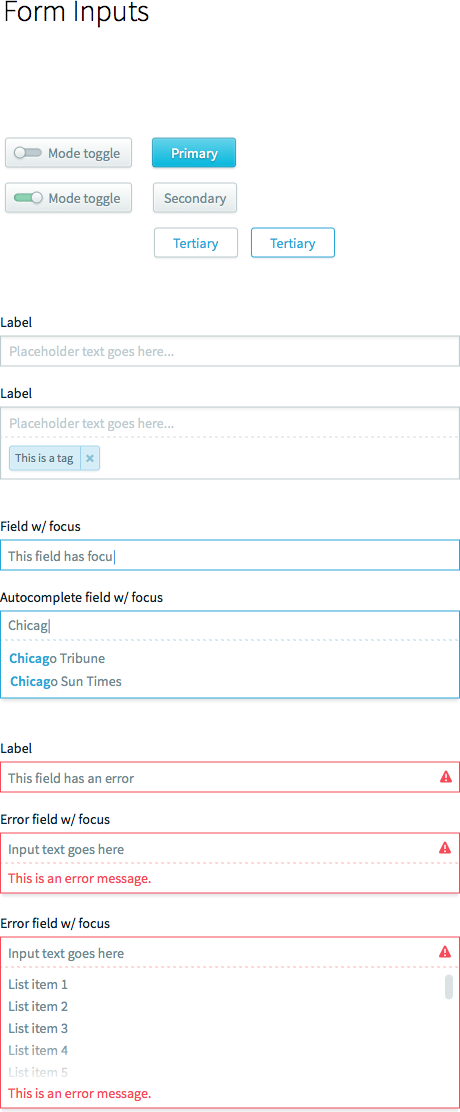 Form Inputs
Mode toggle
Primary
Mode toggle
Secondary
Tertiary
Tertiary
Label
Placeholder text goes here...
Label
Placeholder text goes here...
This is a tag ×
Field w/ focus
This field has focu
Autocomplete field w/ focus
Chicag
Chicago Tribune
Chicago Sun Times
Label
This field has an error
Error field w/ focus
Input text goes here
This is an error message.
Error field w/ focus
Input text goes here
List item 1
List item 2
List item 3
List item 4
List item 5
This is an error message.